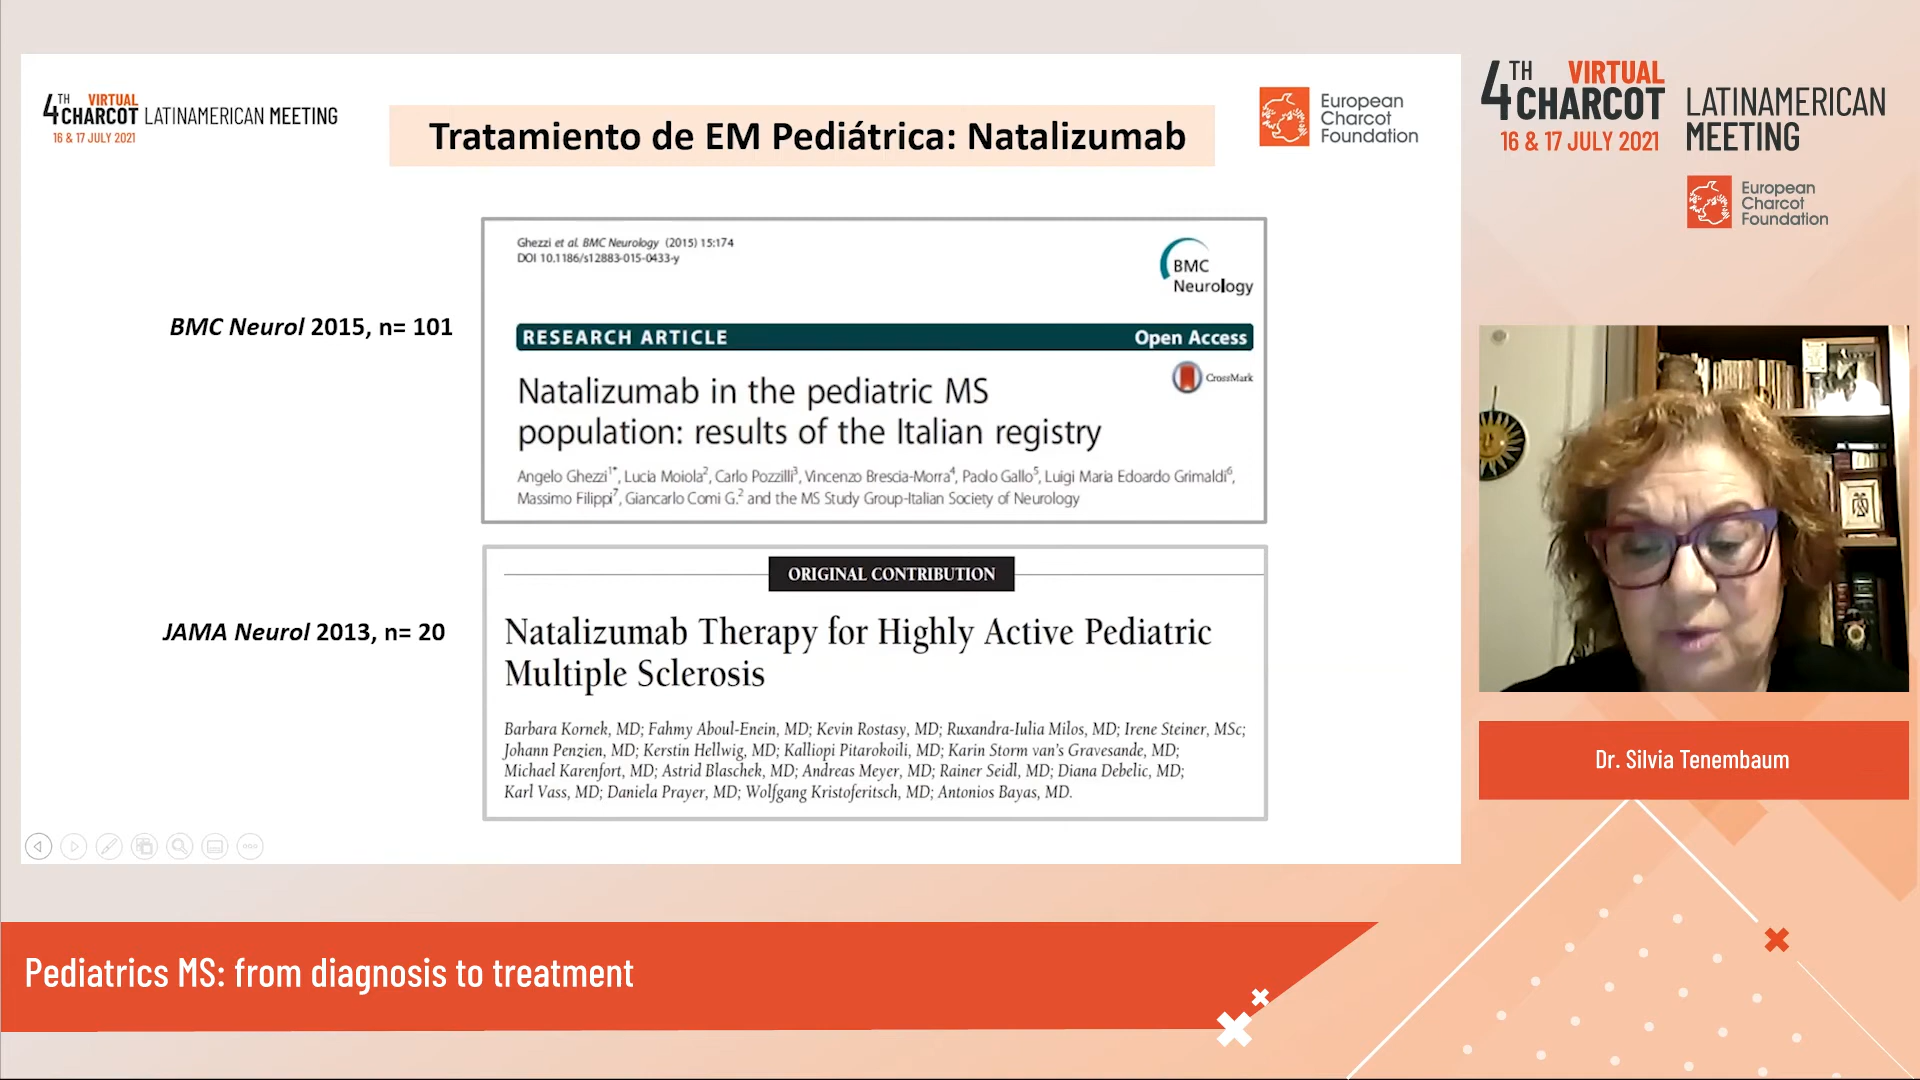 4TH VIRTUAL CHARCOT LATINAMERICAN MEETING
16 & 17 JULY 2021
Tratamiento de EM Pediátrica: Natalizumab
European
Charcot
Foundation
BMC Neurol 2015, n= 101
Ghezzi et al. BMC Neurology (2015) 15:174
DOI 10.1186/s12883-015-0433-y
BMC
Neurology
RESEARCH ARTICLE
Open Access
CrossMark
Natalizumab in the pediatric MS
population: results of the Italian registry
Angelo Ghezzi1*, Lucia Moiola2, Carlo Pozzilli3, Vincenzo Brescia-Morra4, Paolo Gallo5, Luigi Maria Edoardo Grimaldi6,
Massimo Filippi7, Giancarlo Comi G.2 and the MS Study Group-Italian Society of Neurology
JAMA Neurol 2013, n= 20
ORIGINAL CONTRIBUTION
Natalizumab Therapy for Highly Active Pediatric
Multiple Sclerosis
Barbara Kornek, MD; Fahmy Aboul-Enein, MD; Kevin Rostasy, MD; Ruxandra-Iulia Milos, MD; Irene Steiner, MSc;
Johann Penzien, MD; Kerstin Hellwig, MD; Kalliopi Pitarokoili, MD; Karin Storm van's Gravesande, MD;
Michael Karenfort, MD; Astrid Blaschek, MD; Andreas Meyer, MD; Rainer Seidl, MD; Diana Debelic, MD;
Karl Vass, MD; Daniela Prayer, MD; Wolfgang Kristoferitsch, MD; Antonios Bayas, MD.
4TH VIRTUAL
CHARCOT LATINAMERICAN
16 & 17 JULY 2021 MEETING
European
Charcot
Foundation
Dr. Silvia Tenembaum
Pediatrics MS: from diagnosis to treatment